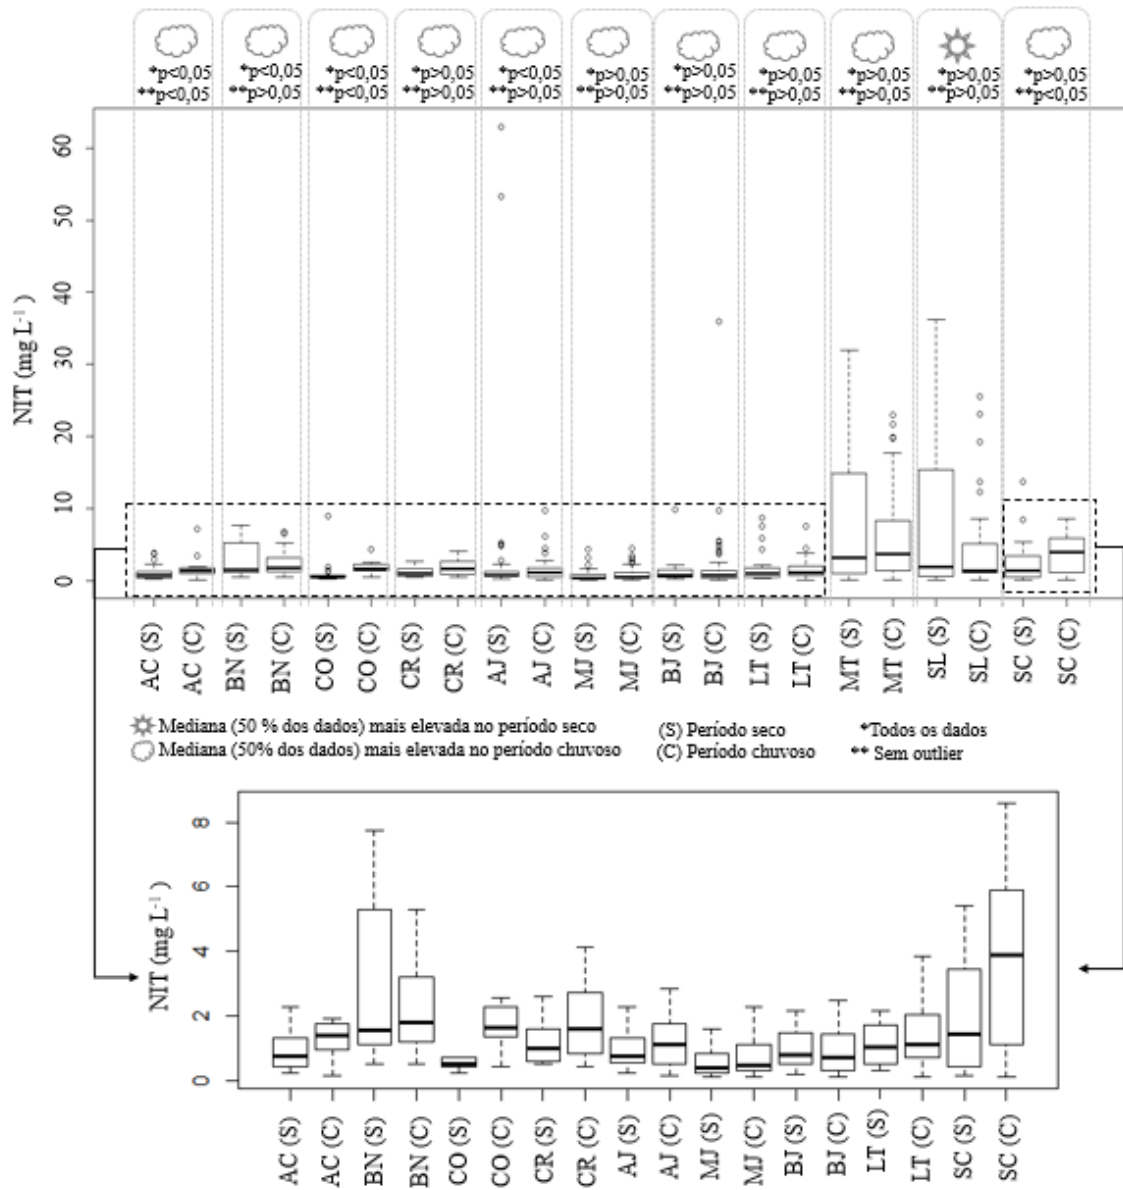 *p<0,05 *p<0,05 *p<0,05 *p>0,05 *p<0,05 *p>0,05 *p>0,05 *p>0,05 *p>0,05 *p>0,05 *p>0,05
**p<0,05 **p>0,05 **p<0,05 **p>0,05 **p>0,05 **p>0,05 **p>0,05 **p>0,05 **p>0,05 **p>0,05 **p<0,05
NIT (mg L⁻¹)
60
50
40
30
20
10
0
AC (S) AC (C) BN (S) BN (C) CO (S) CO (C) CR (S) CR (C) AJ (S) AJ (C) MJ (S) MJ (C) BJ (S) BJ (C) LT (S) LT (C) MT (S) MT (C) SL (S) SL (C) SC (S) SC (C)
Mediana (50 % dos dados) mais elevada no período seco (S) Período seco *Todos os dados
Mediana (50% dos dados) mais elevada no período chuvoso (C) Período chuvoso ** Sem outlier
NIT (mg L⁻¹)
8
6
4
2
0
AC (S) AC (C) BN (S) BN (C) CO (S) CO (C) CR (S) CR (C) AJ (S) AJ (C) MJ (S) MJ (C) BJ (S) BJ (C) LT (S) LT (C) SC (S) SC (C)